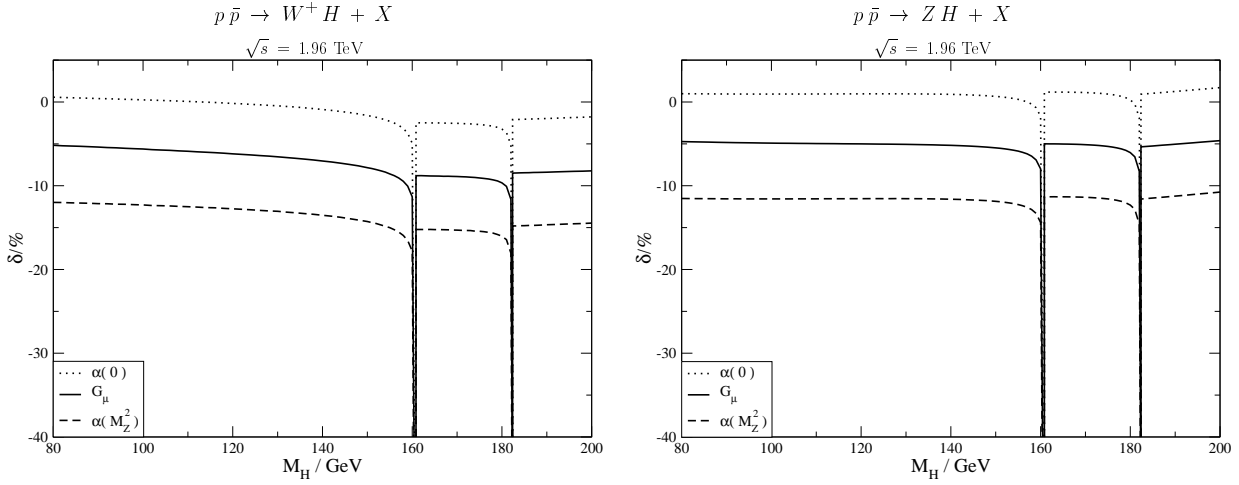 p p̄ → W⁺ H + X
√s = 1.96 TeV
0
-10
-20
-30
-40
δ/%
α( 0 )
G_μ
α( M_Z² )
80 100 120 140 160 180 200
M_H / GeV
p p̄ → Z H + X
√s = 1.96 TeV
0
-10
-20
-30
-40
δ/%
α( 0 )
G_μ
α( M_Z² )
80 100 120 140 160 180 200
M_H / GeV